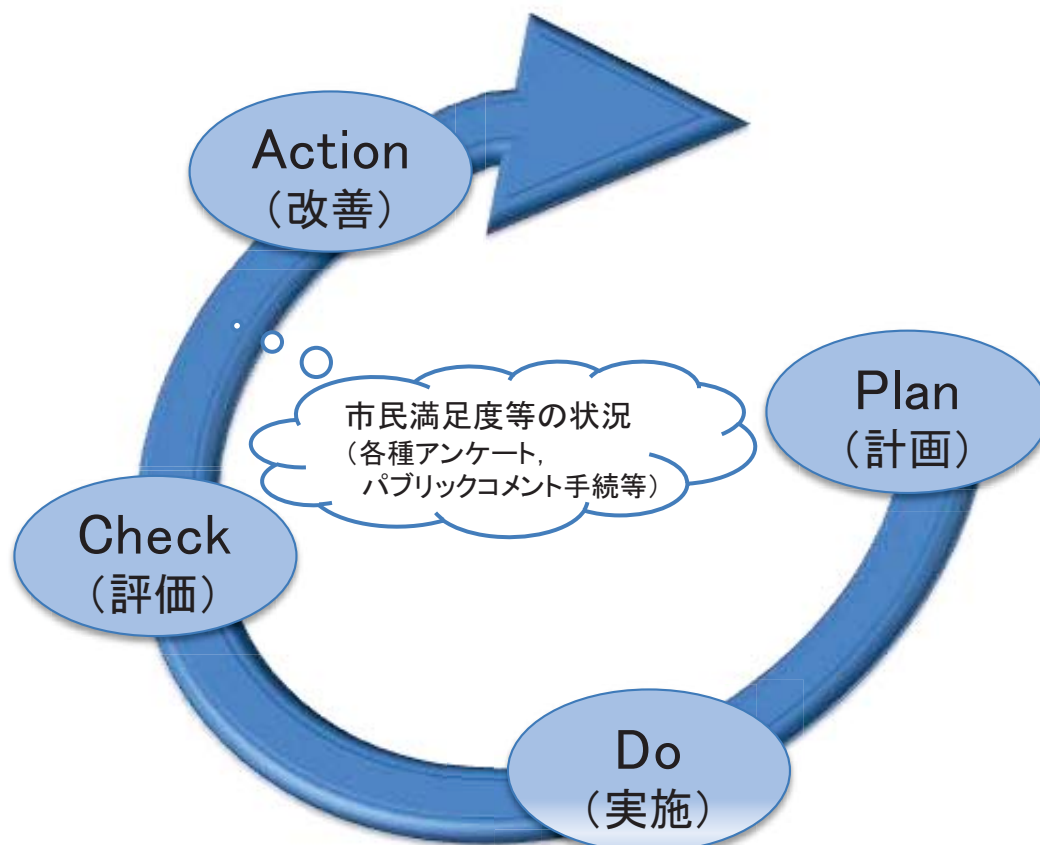 Action
（改善）
市民満足度等の状況
（各種アンケート，
パブリックコメント手続等）
Plan
（計画）
Check
（評価）
Do
（実施）